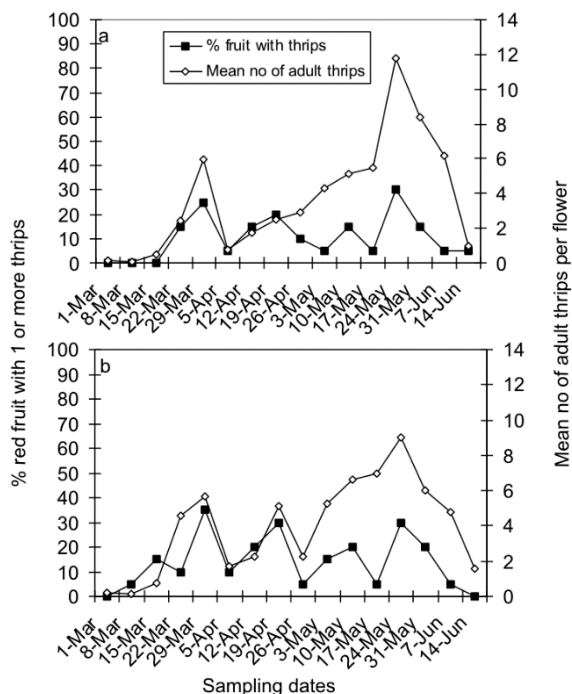 a
% fruit with thrips
Mean no of adult thrips
100
90
80
70
60
50
40
30
20
10
0
14
12
10
8
6
4
2
0
1-Mar
8-Mar
15-Mar
22-Mar
29-Mar
5-Apr
12-Apr
19-Apr
26-Apr
3-May
10-May
17-May
24-May
31-May
7-Jun
14-Jun
b
100
90
80
70
60
50
40
30
20
10
0
14
12
10
8
6
4
2
0
1-Mar
8-Mar
15-Mar
22-Mar
29-Mar
5-Apr
12-Apr
19-Apr
26-Apr
3-May
10-May
17-May
24-May
31-May
7-Jun
14-Jun
% red fruit with 1 or more thrips
Mean no of adult thrips per flower
Sampling dates